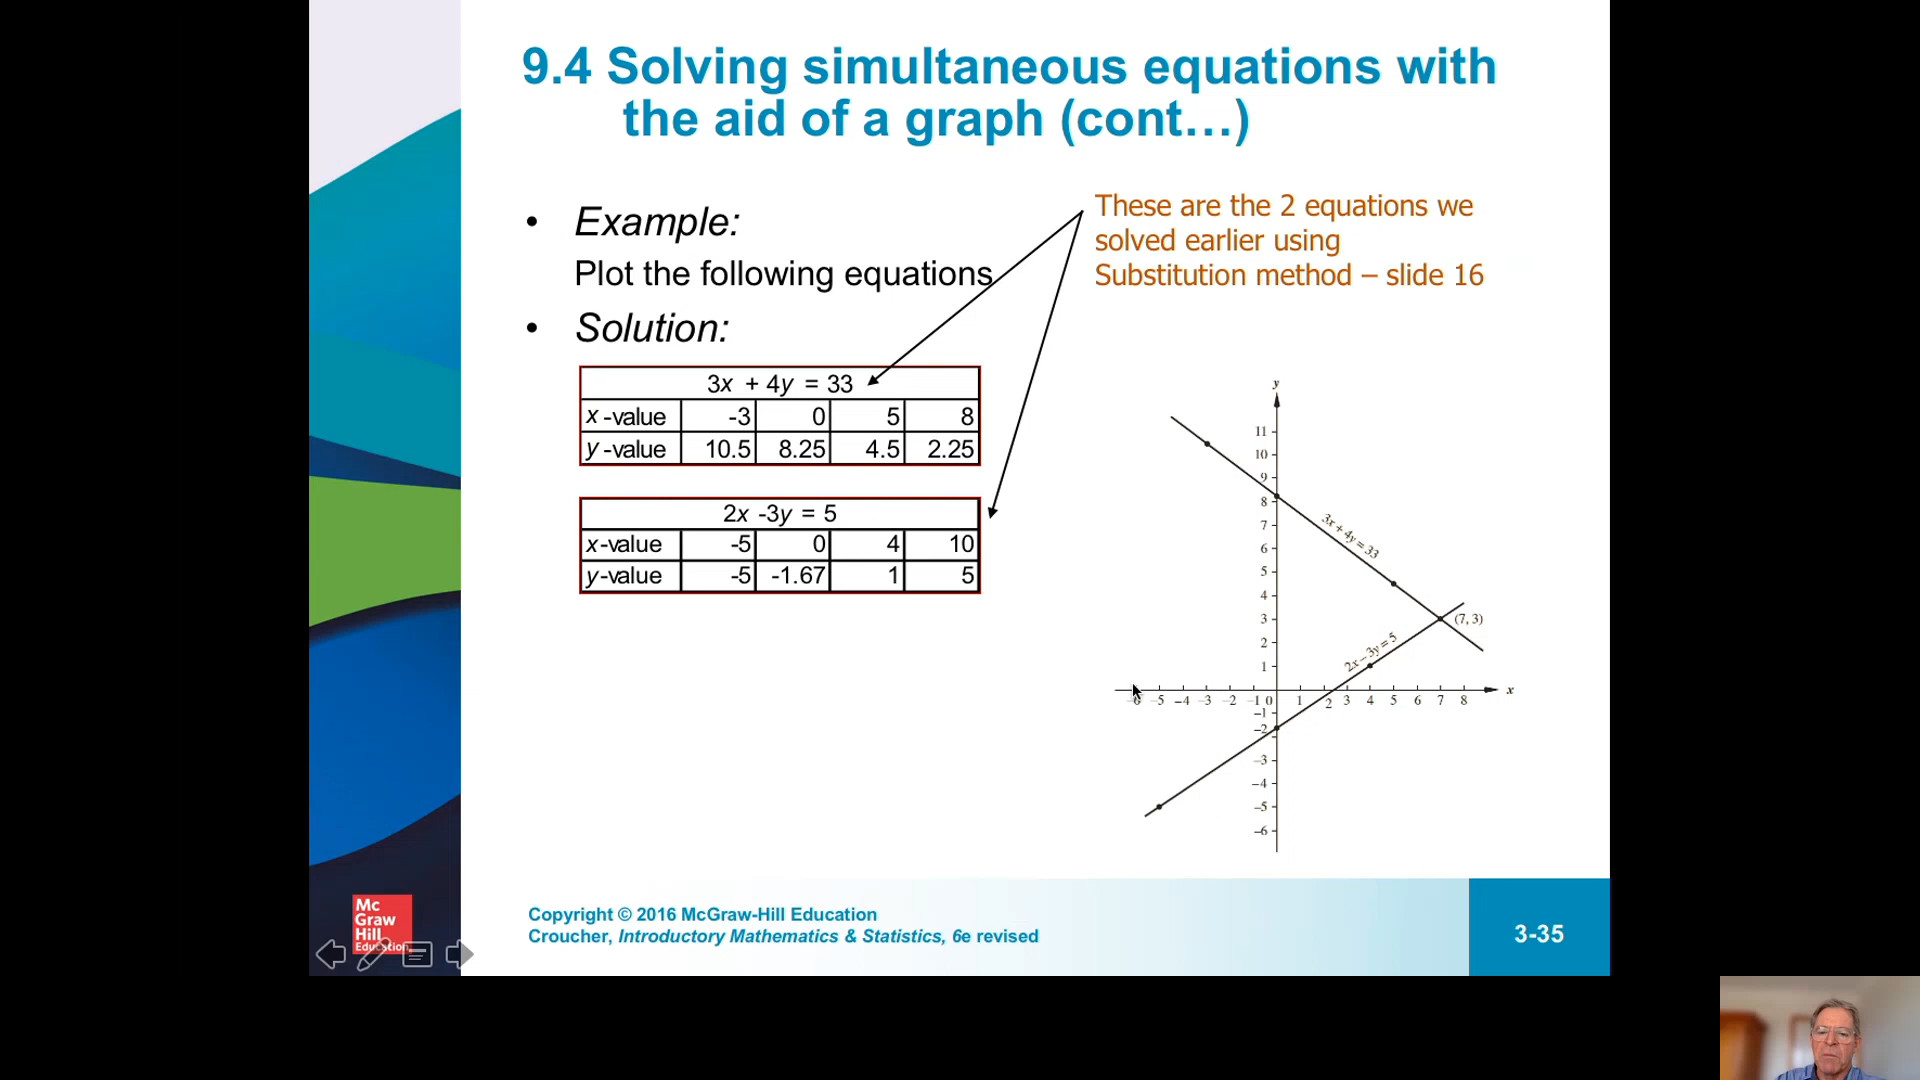 9.4 Solving simultaneous equations with
the aid of a graph (cont…)
• Example:
Plot the following equations
These are the 2 equations we
solved earlier using
Substitution method – slide 16
• Solution:
3x + 4y = 33
x -value -3 0 5 8
y -value 10.5 8.25 4.5 2.25
2x -3y = 5
x-value -5 0 4 10
y-value -5 -1.67 1 5
y
11
10
9
8
7
6
5
4
3
2
1
3x + 4y = 33
(7, 3)
2x – 3y = 5
–6 –5 –4 –3 –2 –1 0 1 2 3 4 5 6 7 8 x
–1
–2
–3
–4
–5
–6
Mc
Graw
Hill
Education
Copyright © 2016 McGraw-Hill Education
Croucher, Introductory Mathematics & Statistics, 6e revised
3-35